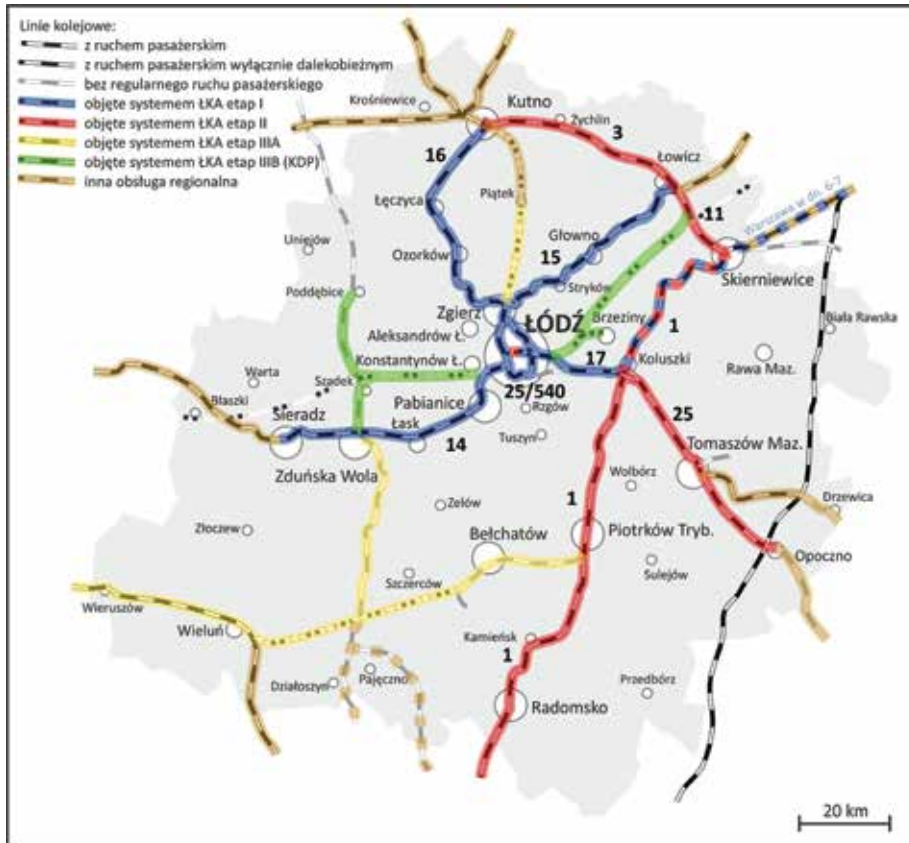 Linie kolejowe:
z ruchem pasażerskim
z ruchem pasażerskim wyłącznie dalekobieżnym
bez regularnego ruchu pasażerskiego
objęte systemem ŁKA etap I
objęte systemem ŁKA etap II
objęte systemem ŁKA etap IIIA
objęte systemem ŁKA etap IIIB (KDP)
inna obsługa regionalna
Krośniewice
Kutno
Żychlin
3
16
Łowicz
Łęczyca
Piątek
11
Warszawa w dn. 6-7
Głowno
Uniejów
Ozorków
15
Skierniewice
Stryków
Poddębice
Zgierz
ŁÓDŹ
Brzeziny
1
Biała Rawska
Aleksandrów Ł.
Konstantynów Ł.
17
Koluszki
Rawa Maz.
Warta
Szadek
25/540
Błaszki
Pabianice
Rzgów
Sieradz
25
Łask
14
Tuszyn
Tomaszów Maz.
Zduńska Wola
Wolbórz
1
Zelów
Drzewica
Złoczew
Bełchatów
Piotrków Tryb.
Opoczno
Szczerców
Sulejów
Wieruszów
Wieluń
Kamieńsk
1
Działoszyn
Pajęczno
Przedbórz
Radomsko
20 km